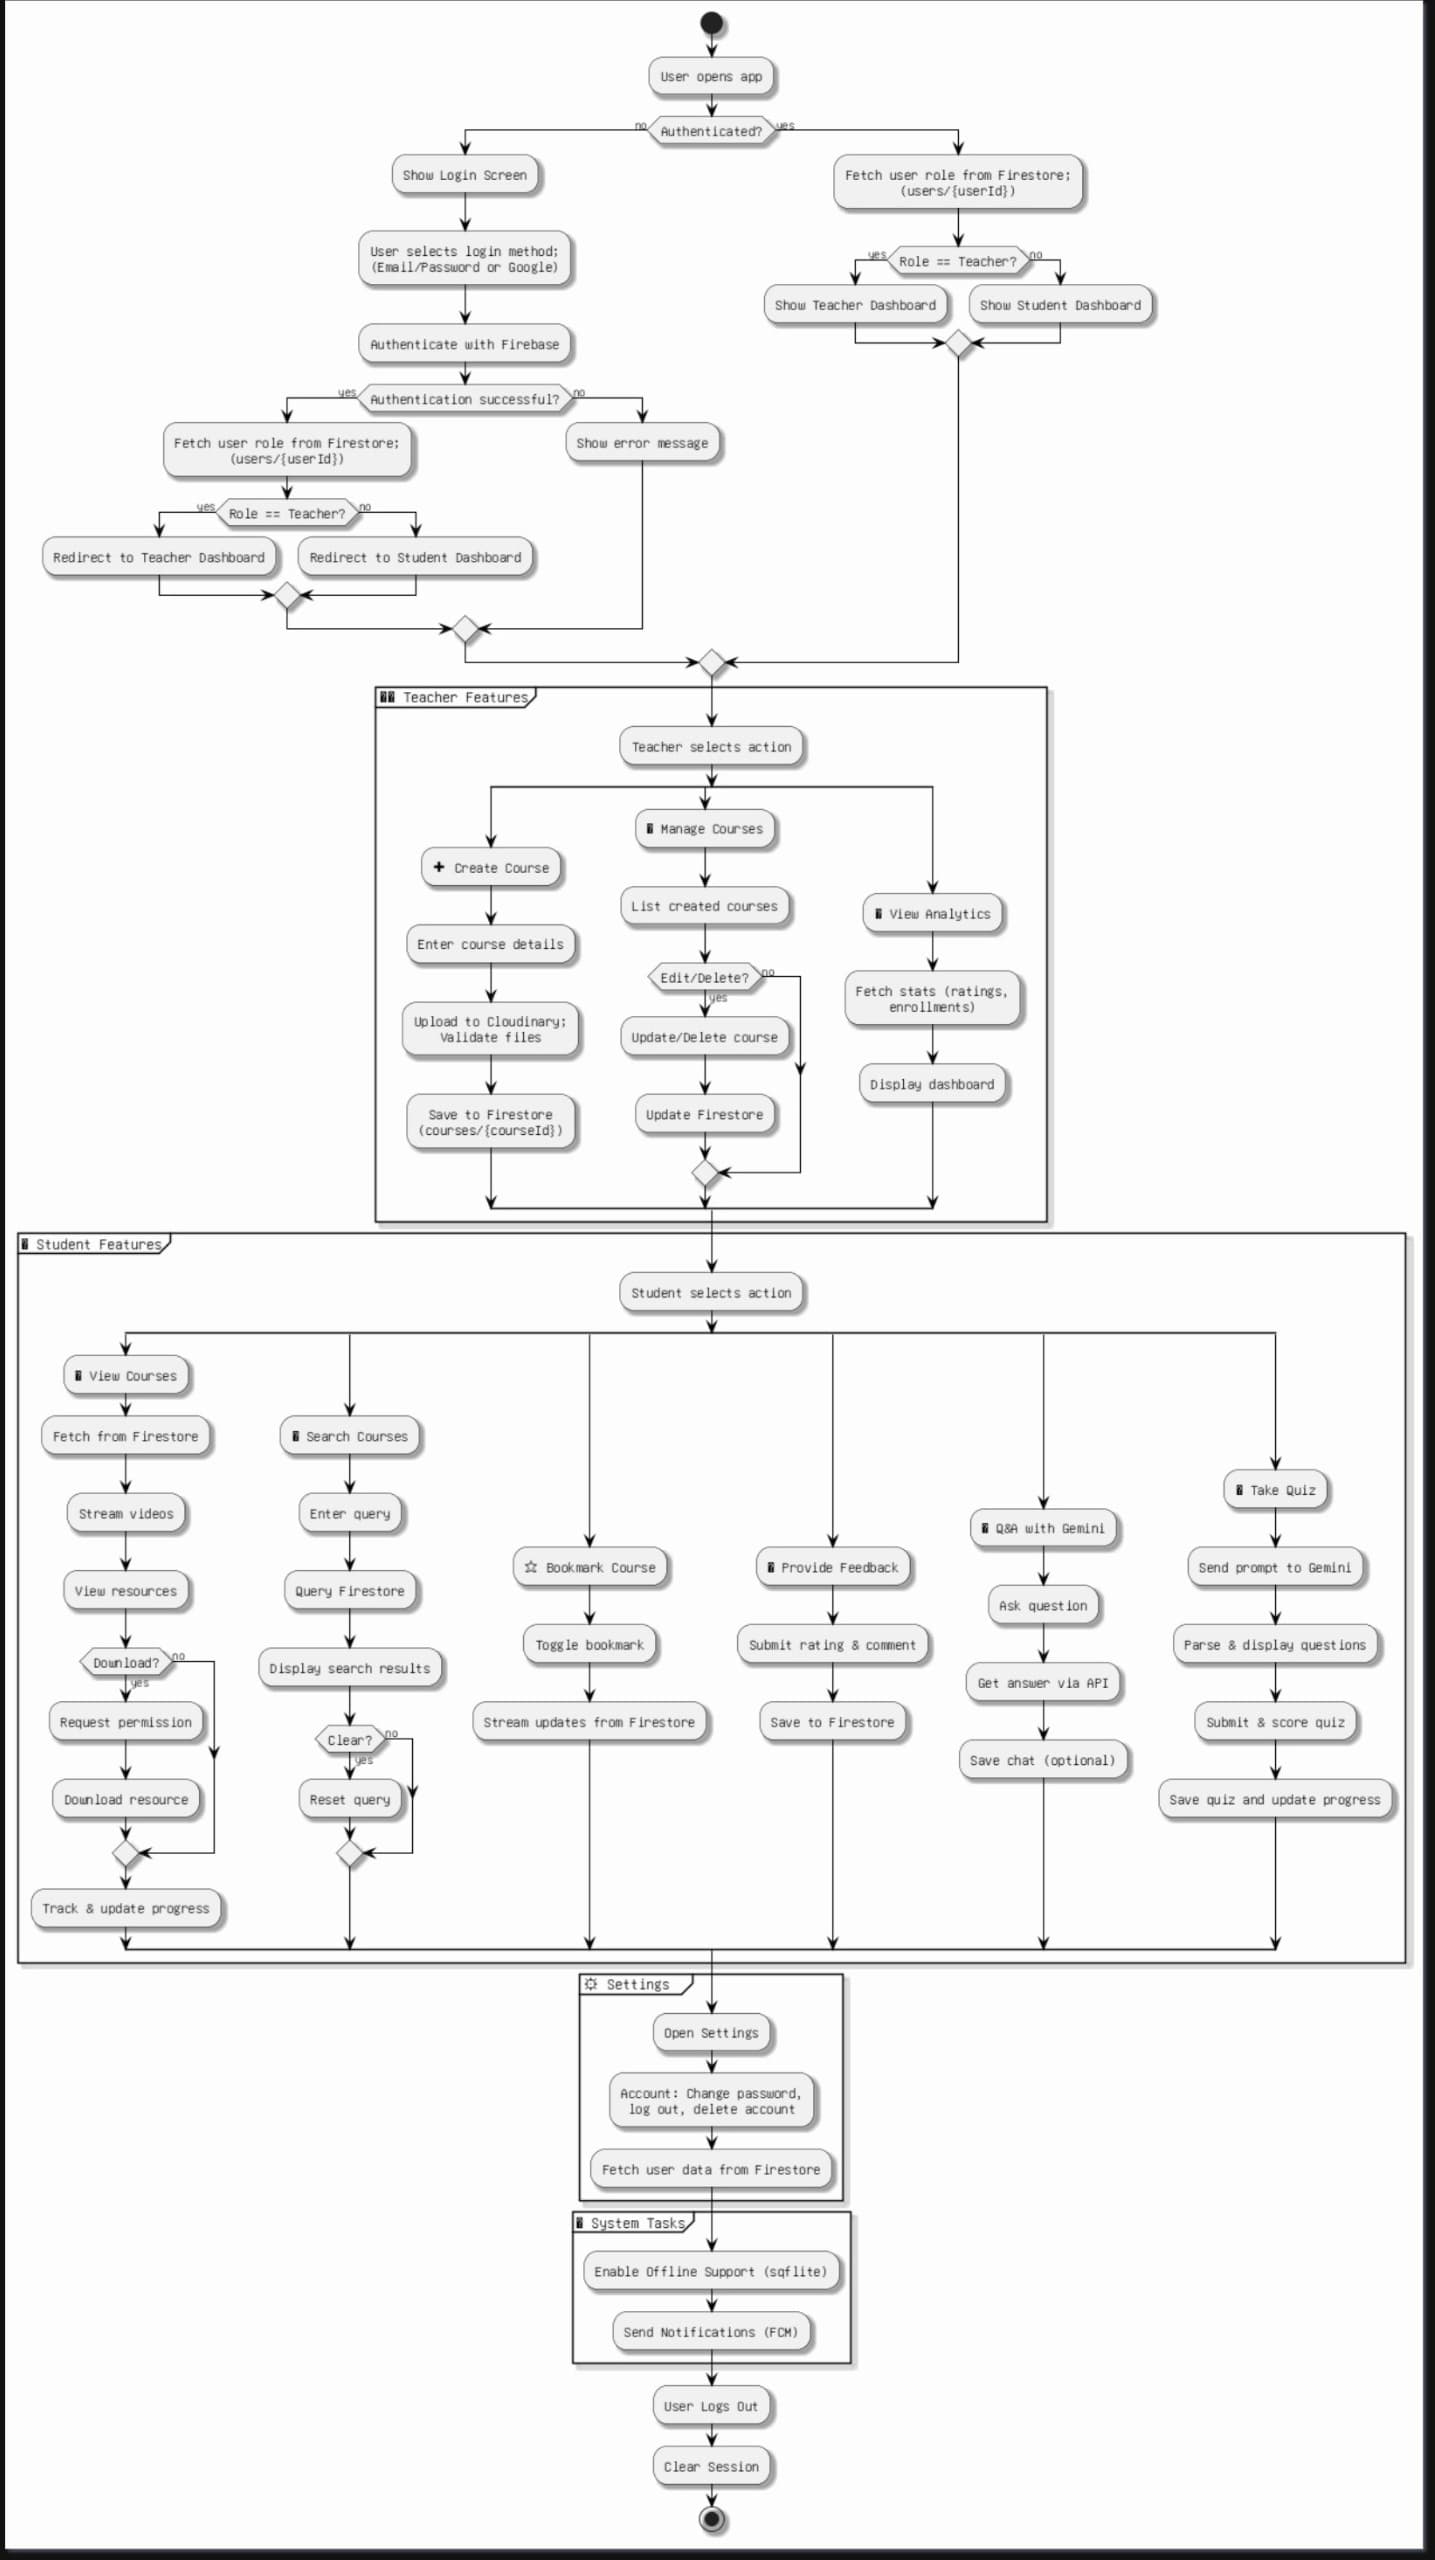 User opens app
Authenticated?
no
yes
Show Login Screen
User selects login method;
(Email/Password or Google)
Authenticate with Firebase
Authentication successful?
yes
no
Fetch user role from Firestore;
(users/{userId})
Role == Teacher?
yes
no
Redirect to Teacher Dashboard
Redirect to Student Dashboard
Show error message
Fetch user role from Firestore;
(users/{userId})
Role == Teacher?
yes
no
Show Teacher Dashboard
Show Student Dashboard
Teacher Features
Teacher selects action
Create Course
Enter course details
Upload to Cloudinary;
Validate files
Save to Firestore
(courses/{courseId})
Manage Courses
List created courses
Edit/Delete?
no
yes
Update/Delete course
Update Firestore
View Analytics
Fetch stats (ratings,
enrollments)
Display dashboard
Student Features
Student selects action
View Courses
Fetch from Firestore
Stream videos
View resources
Download?
no
yes
Request permission
Download resource
Track & update progress
Search Courses
Enter query
Query Firestore
Display search results
Clear?
no
yes
Reset query
Bookmark Course
Toggle bookmark
Stream updates from Firestore
Provide Feedback
Submit rating & comment
Save to Firestore
Q&A with Gemini
Ask question
Get answer via API
Save chat (optional)
Take Quiz
Send prompt to Gemini
Parse & display questions
Submit & score quiz
Save quiz and update progress
Settings
Open Settings
Account: Change password,
log out, delete account
Fetch user data from Firestore
System Tasks
Enable Offline Support (sqflite)
Send Notifications (FCM)
User Logs Out
Clear Session